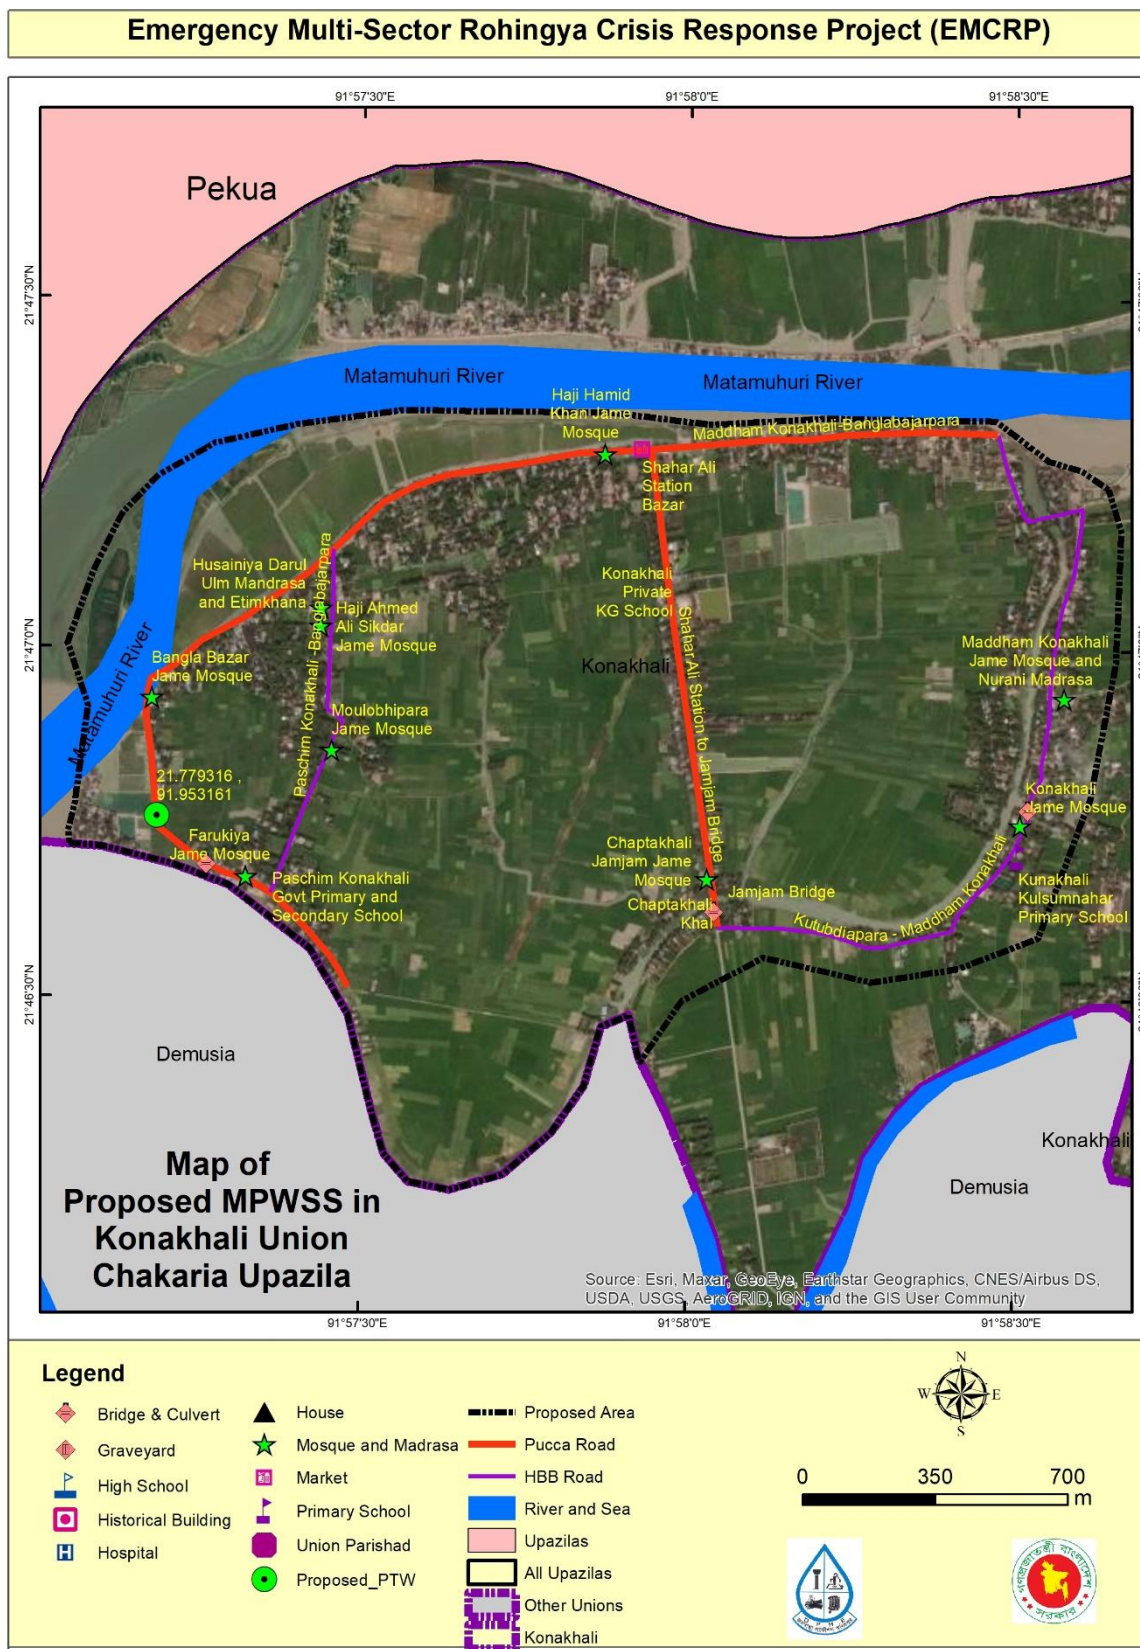 Emergency Multi-Sector Rohingya Crisis Response Project (EMCRP)
91°57'30"E
91°58'0"E
91°58'30"E
Pekua
21°47'30"N
Matamuhuri River
Matamuhuri River
Haji Hamid
Khan Jame
Mosque
Maddham Konakhali-Banglabajarpara
Shahar Ali
Station
Bazar
Husainiya Darul
Ulm Mandrasa
and Etimkhana
Paschim Konakhali -Banglabajarpara
Haji Ahmed
Ali Sikdar
Jame Mosque
Konakhali
Private
KG School
Shahar Ali Station to Jamjam Bridge
Konakhali
Maddham Konakhali
Jame Mosque and
Nurani Madrasa
21°47'0"N
Matamuhuri River
Bangla Bazar
Jame Mosque
Moulobhipara
Jame Mosque
21.779316 ,
91.953161
Konakhali
Jame Mosque
Farukiya
Jame Mosque
Paschim Konakhali
Govt Primary and
Secondary School
Chaptakhali
Jamjam Jame
Mosque
Jamjam Bridge
Chaptakhali
Khal
Kutubdiapara - Maddham Konakhali
Kunakhali
Kulsumnahar
Primary School
21°46'30"N
Demusia
Konakhali
Demusia
Map of
Proposed MPWSS in
Konakhali Union
Chakaria Upazila
Source: Esri, Maxar, GeoEye, Earthstar Geographics, CNES/Airbus DS,
USDA, USGS, AeroGRID, IGN, and the GIS User Community
91°57'30"E
91°58'0"E
91°58'30"E
Legend
Bridge & Culvert
Graveyard
High School
Historical Building
Hospital
House
Mosque and Madrasa
Market
Primary School
Union Parishad
Proposed_PTW
Proposed Area
Pucca Road
HBB Road
River and Sea
Upazilas
All Upazilas
Other Unions
Konakhali
N
W
E
S
0
350
700
m
গণপ্রজাতন্ত্রী বাংলাদেশ
সরকার